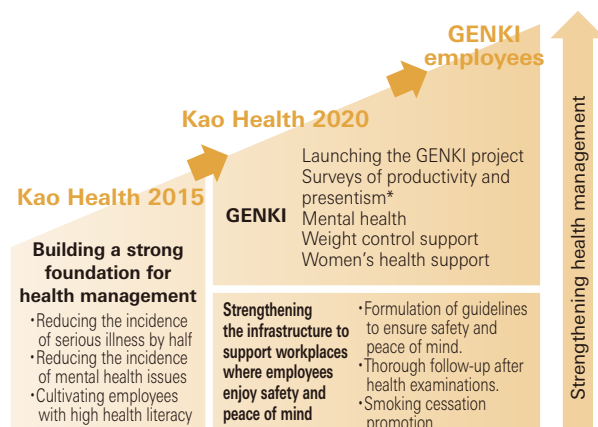 GENKI
employees
Kao Health 2020
Kao Health 2015
Building a strong
foundation for
health management
・Reducing the incidence
of serious illness by half
・Reducing the incidence
of mental health issues
・Cultivating employees
with high health literacy
GENKI
Launching the GENKI project
Surveys of productivity and
presentism*
Mental health
Weight control support
Women's health support
Strengthening
the infrastructure to
support workplaces
where employees
enjoy safety and
peace of mind
・Formulation of guidelines
to ensure safety and
peace of mind.
・Thorough follow-up after
health examinations.
・Smoking cessation
promotion
Strengthening health management